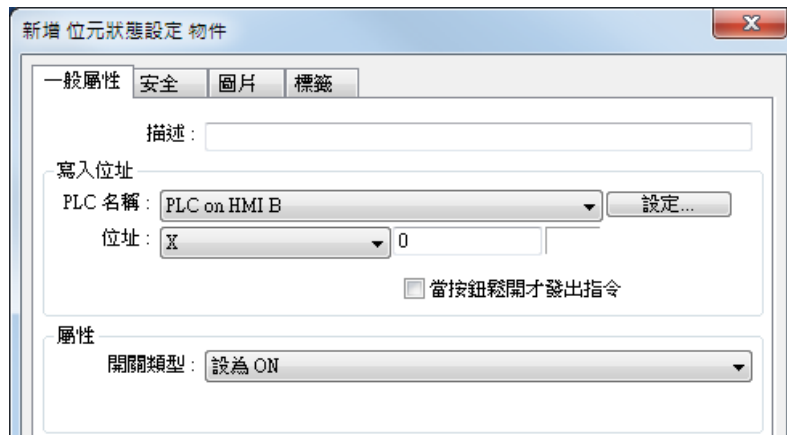 新增 位元狀態設定 物件
一般屬性 安全 圖片 標籤
描述 :
寫入位址
PLC 名稱 : PLC on HMI B 設定...
位址 : X 0
當按鈕鬆開才發出指令
屬性
開關類型 : 設為 ON